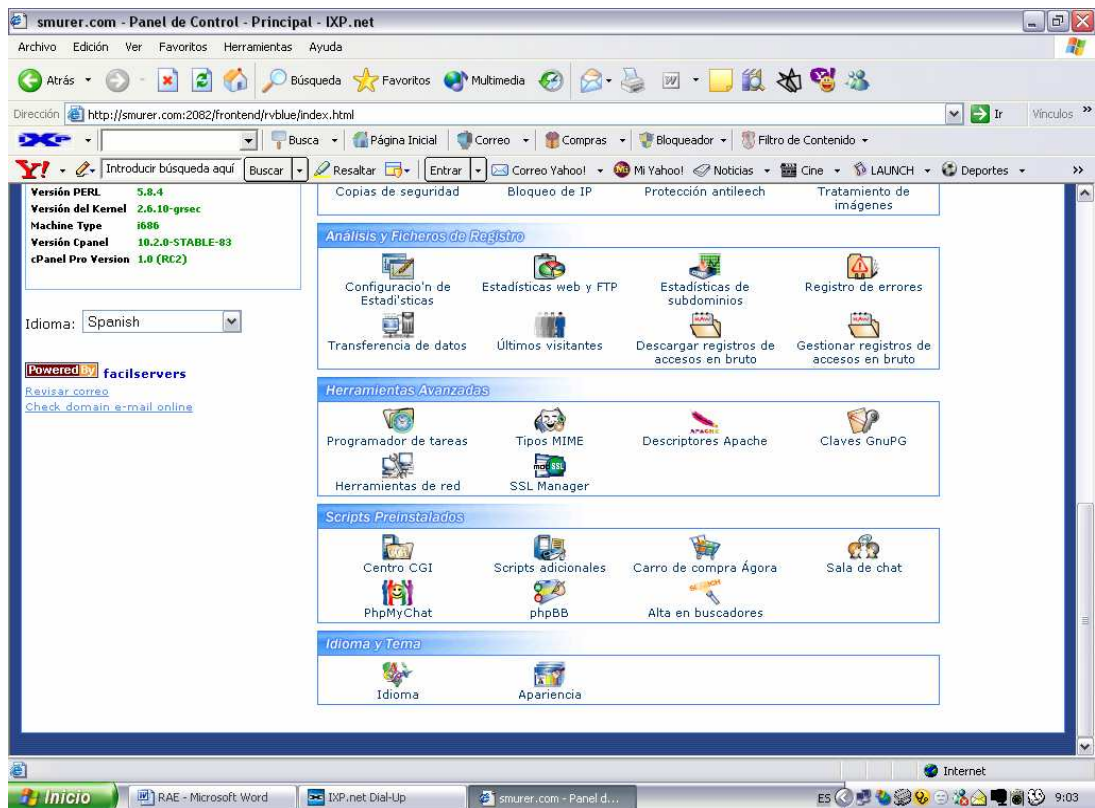 smurer.com - Panel de Control - Principal - IXP.net
Archivo Edición Ver Favoritos Herramientas Ayuda
Atrás Búsqueda Favoritos Multimedia
Dirección http://smurer.com:2082/frontend/rvblue/index.html Ir Vínculos »
Busca Página Inicial Correo Compras Bloqueador Filtro de Contenido
Y! Introducir búsqueda aquí Buscar Resaltar Entrar Correo Yahoo! Mi Yahoo! Noticias Cine LAUNCH Deportes »
Versión PERL 5.8.4
Versión del Kernel 2.6.10-grsec
Machine Type i686
Versión Cpanel 10.2.0-STABLE-83
cPanel Pro Version 1.0 (RC2)
Idioma: Spanish
Powered By facilservers
Revisar correo
Check domain e-mail online
Copias de seguridad Bloqueo de IP Protección antileech Tratamiento de
imágenes
Análisis y Ficheros de Registro
Configuracio'n de Estadísticas web y FTP Estadísticas de Registro de errores
Estadi'sticas subdominios
Transferencia de datos Últimos visitantes Descargar registros de Gestionar registros de
accesos en bruto accesos en bruto
Herramientas Avanzadas
Programador de tareas Tipos MIME Descriptores Apache Claves GnuPG
Herramientas de red SSL Manager
Scripts Preinstalados
Centro CGI Scripts adicionales Carro de compra Ágora Sala de chat
PhpMyChat phpBB Alta en buscadores
Idioma y Tema
Idioma Apariencia
Internet
Inicio RAE - Microsoft Word IXP.net Dial-Up smurer.com - Panel d... ES 9:03